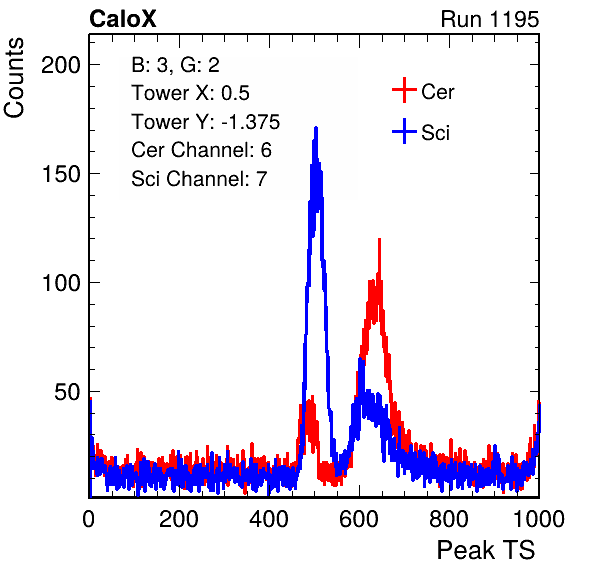 CaloX
Run 1195
Counts
200
150
100
50
B: 3, G: 2
Tower X: 0.5
Tower Y: -1.375
Cer Channel: 6
Sci Channel: 7
Cer
Sci
0 200 400 600 800 1000
Peak TS